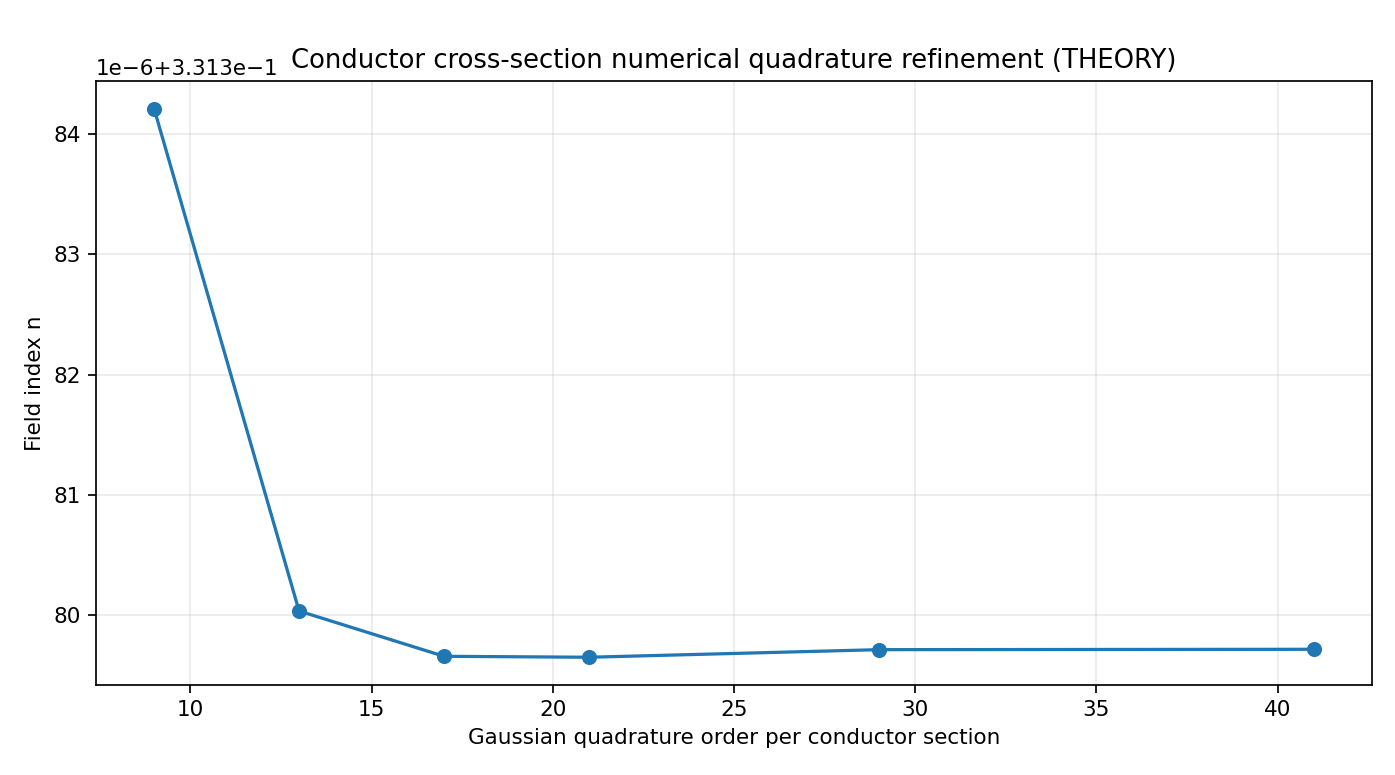 Conductor cross-section numerical quadrature refinement (THEORY)
1e−6+3.313e−1
84
83
82
81
80
Field index n
10 15 20 25 30 35 40
Gaussian quadrature order per conductor section